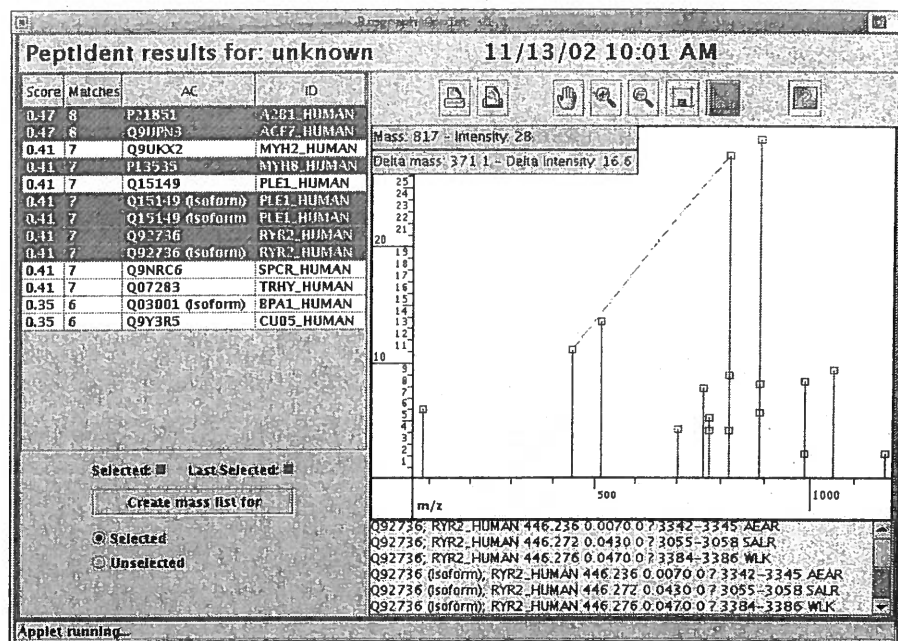 PeptIdent results for: unknown 11/13/02 10:01 AM
Score Matches AC ID
0.47 8 P21851 A2B1_HUMAN
0.47 8 Q9UPN3 ACF7_HUMAN
0.41 7 Q9UKX2 MYH2_HUMAN
0.41 7 P13535 MYH8_HUMAN
0.41 7 Q15149 PLE1_HUMAN
0.41 7 Q15149 (Isoform) PLE1_HUMAN
0.41 7 Q15149 (Isoform PLE1_HUMAN
0.41 7 Q92736 RYR2_HUMAN
0.41 7 Q92736 (Isoform) RYR2_HUMAN
0.41 7 Q9NRC6 SPCR_HUMAN
0.41 7 Q07283 TRHY_HUMAN
0.35 6 Q03001 (Isoform) BPA1_HUMAN
0.35 6 Q9Y3R5 CU05_HUMAN
Selected: Last Selected:
Create mass list for
Selected
Unselected
Mass: 817 - Intensity: 28
Delta mass: 371.1 - Delta Intensity: 16.6
25
24
23
22
21
20
19
18
17
16
15
14
13
12
11
10
9
8
7
6
5
4
3
2
1
m/z 500 1000
Q92736, RYR2_HUMAN 446.236 0.0070 0 ? 3342-3345 AEAR
Q92736, RYR2_HUMAN 446.272 0.0430 0 ? 3055-3058 SALR
Q92736, RYR2_HUMAN 446.276 0.0470 0 ? 3384-3386 WLK
Q92736 (Isoform), RYR2_HUMAN 446.236 0.0070 0 ? 3342-3345 AEAR
Q92736 (Isoform), RYR2_HUMAN 446.272 0.0430 0 ? 3055-3058 SALR
Q92736 (Isoform), RYR2_HUMAN 446.276 0.0470 0 ? 3384-3386 WLK
Applet running...